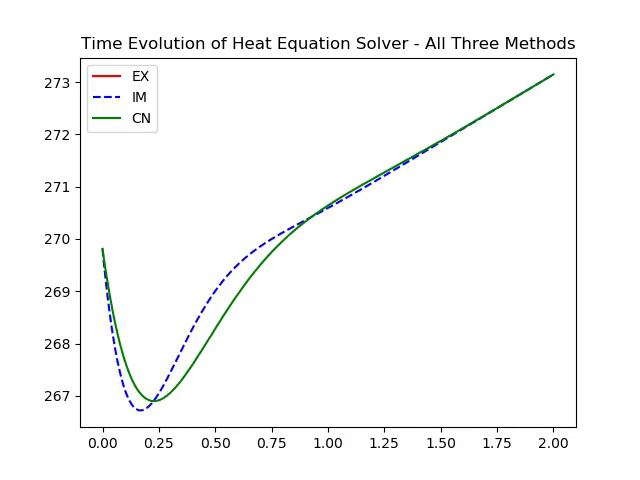 Time Evolution of Heat Equation Solver - All Three Methods
EX
IM
CN
273
272
271
270
269
268
267
0.00 0.25 0.50 0.75 1.00 1.25 1.50 1.75 2.00